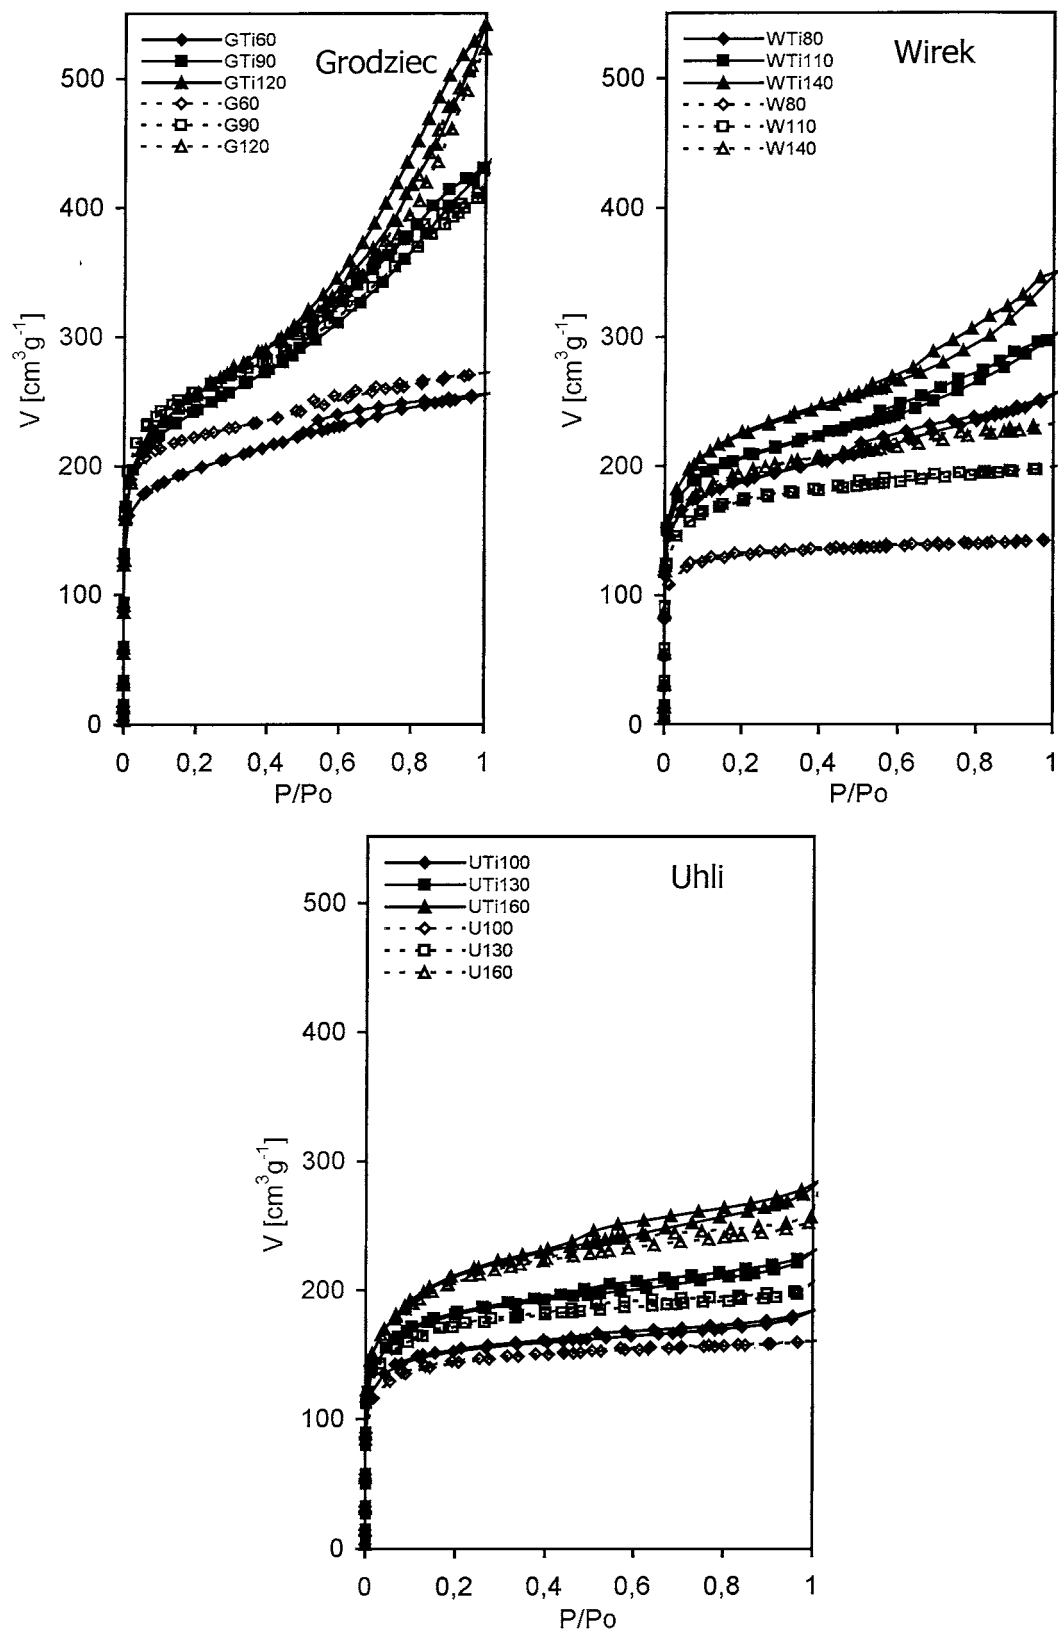 GTi60
GTi90
GTi120
G60
G90
G120
Grodziec
500
400
300
200
100
0
V [cm³g⁻¹]
0 0,2 0,4 0,6 0,8 1
P/Po
WTi80
WTi110
WTi140
W80
W110
W140
Wirek
500
400
300
200
100
0
V [cm³g⁻¹]
0 0,2 0,4 0,6 0,8 1
P/Po
UTi100
UTi130
UTi160
U100
U130
U160
Uhli
500
400
300
200
100
0
V [cm³g⁻¹]
0 0,2 0,4 0,6 0,8 1
P/Po